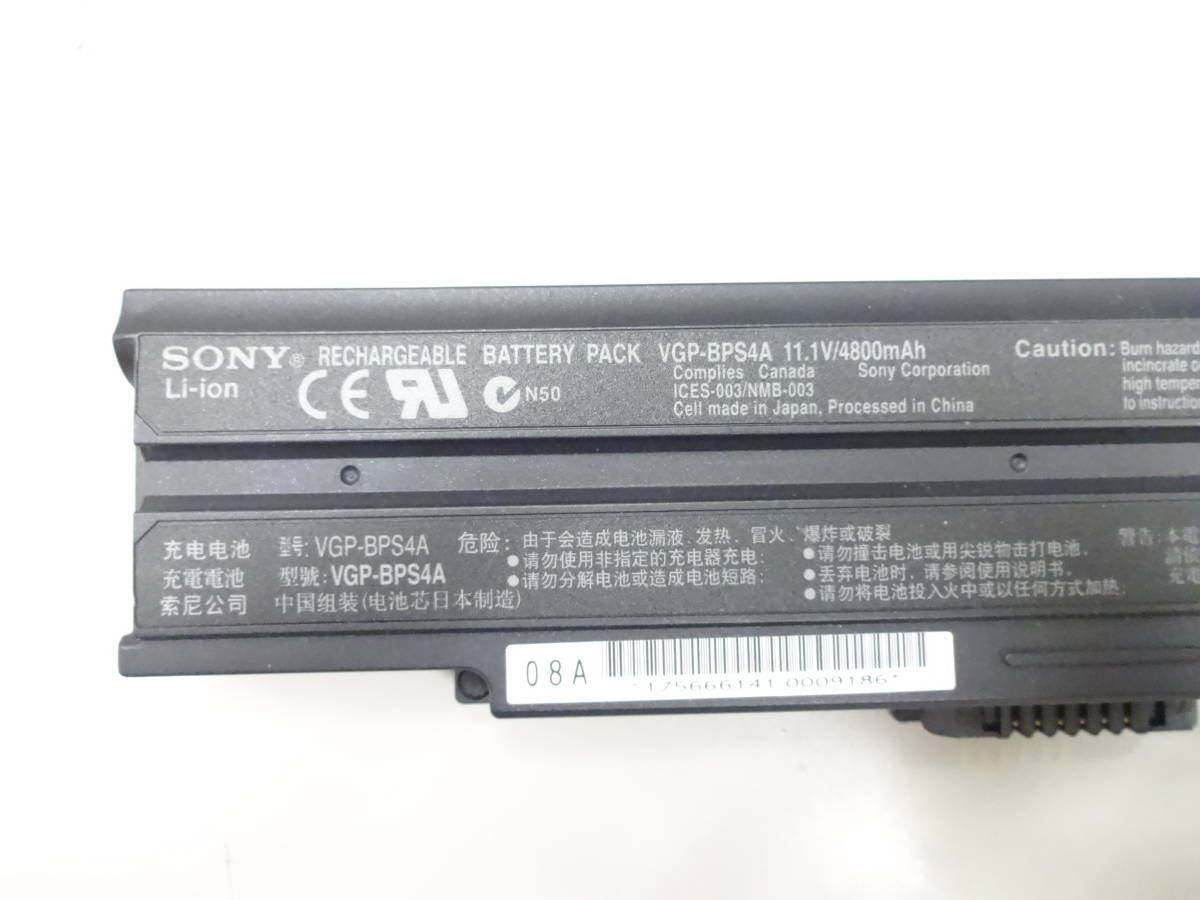 SONY® RECHARGEABLE BATTERY PACK VGP-BPS4A 11.1V/4800mAh
Li-ion
CE
N50
Complies Canada Sony Corporation
ICES-003/NMB-003
Cell made in Japan, Processed in China
Caution: Burn hazard
incincrate o
high tempe
to instruction
充电电池 型号: VGP-BPS4A
充電電池 型號: VGP-BPS4A
索尼公司 中国组装(电池芯日本制造)
危险: 由于会造成电池漏液、发热、冒火、爆炸或破裂
●请勿使用非指定的充电器充电;
●请勿分解电池或造成电池短路;
●请勿撞击电池或用尖锐物击打电池,
●丢弃电池时, 请参阅使用说明书.
●请勿将电池投入火中或以任何方式加热.
警告: 本電
08A
*175666141 0009186*